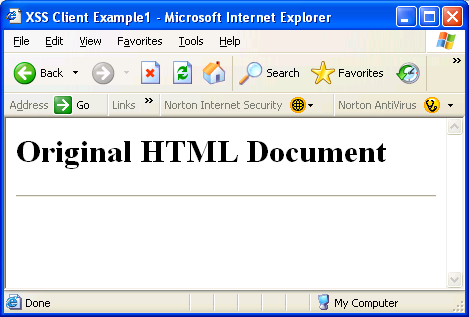 XSS Client Example1 - Microsoft Internet Explorer
File Edit View Favorites Tools Help
Back Search Favorites
Address Go Links Norton Internet Security Norton AntiVirus
Original HTML Document
Done My Computer